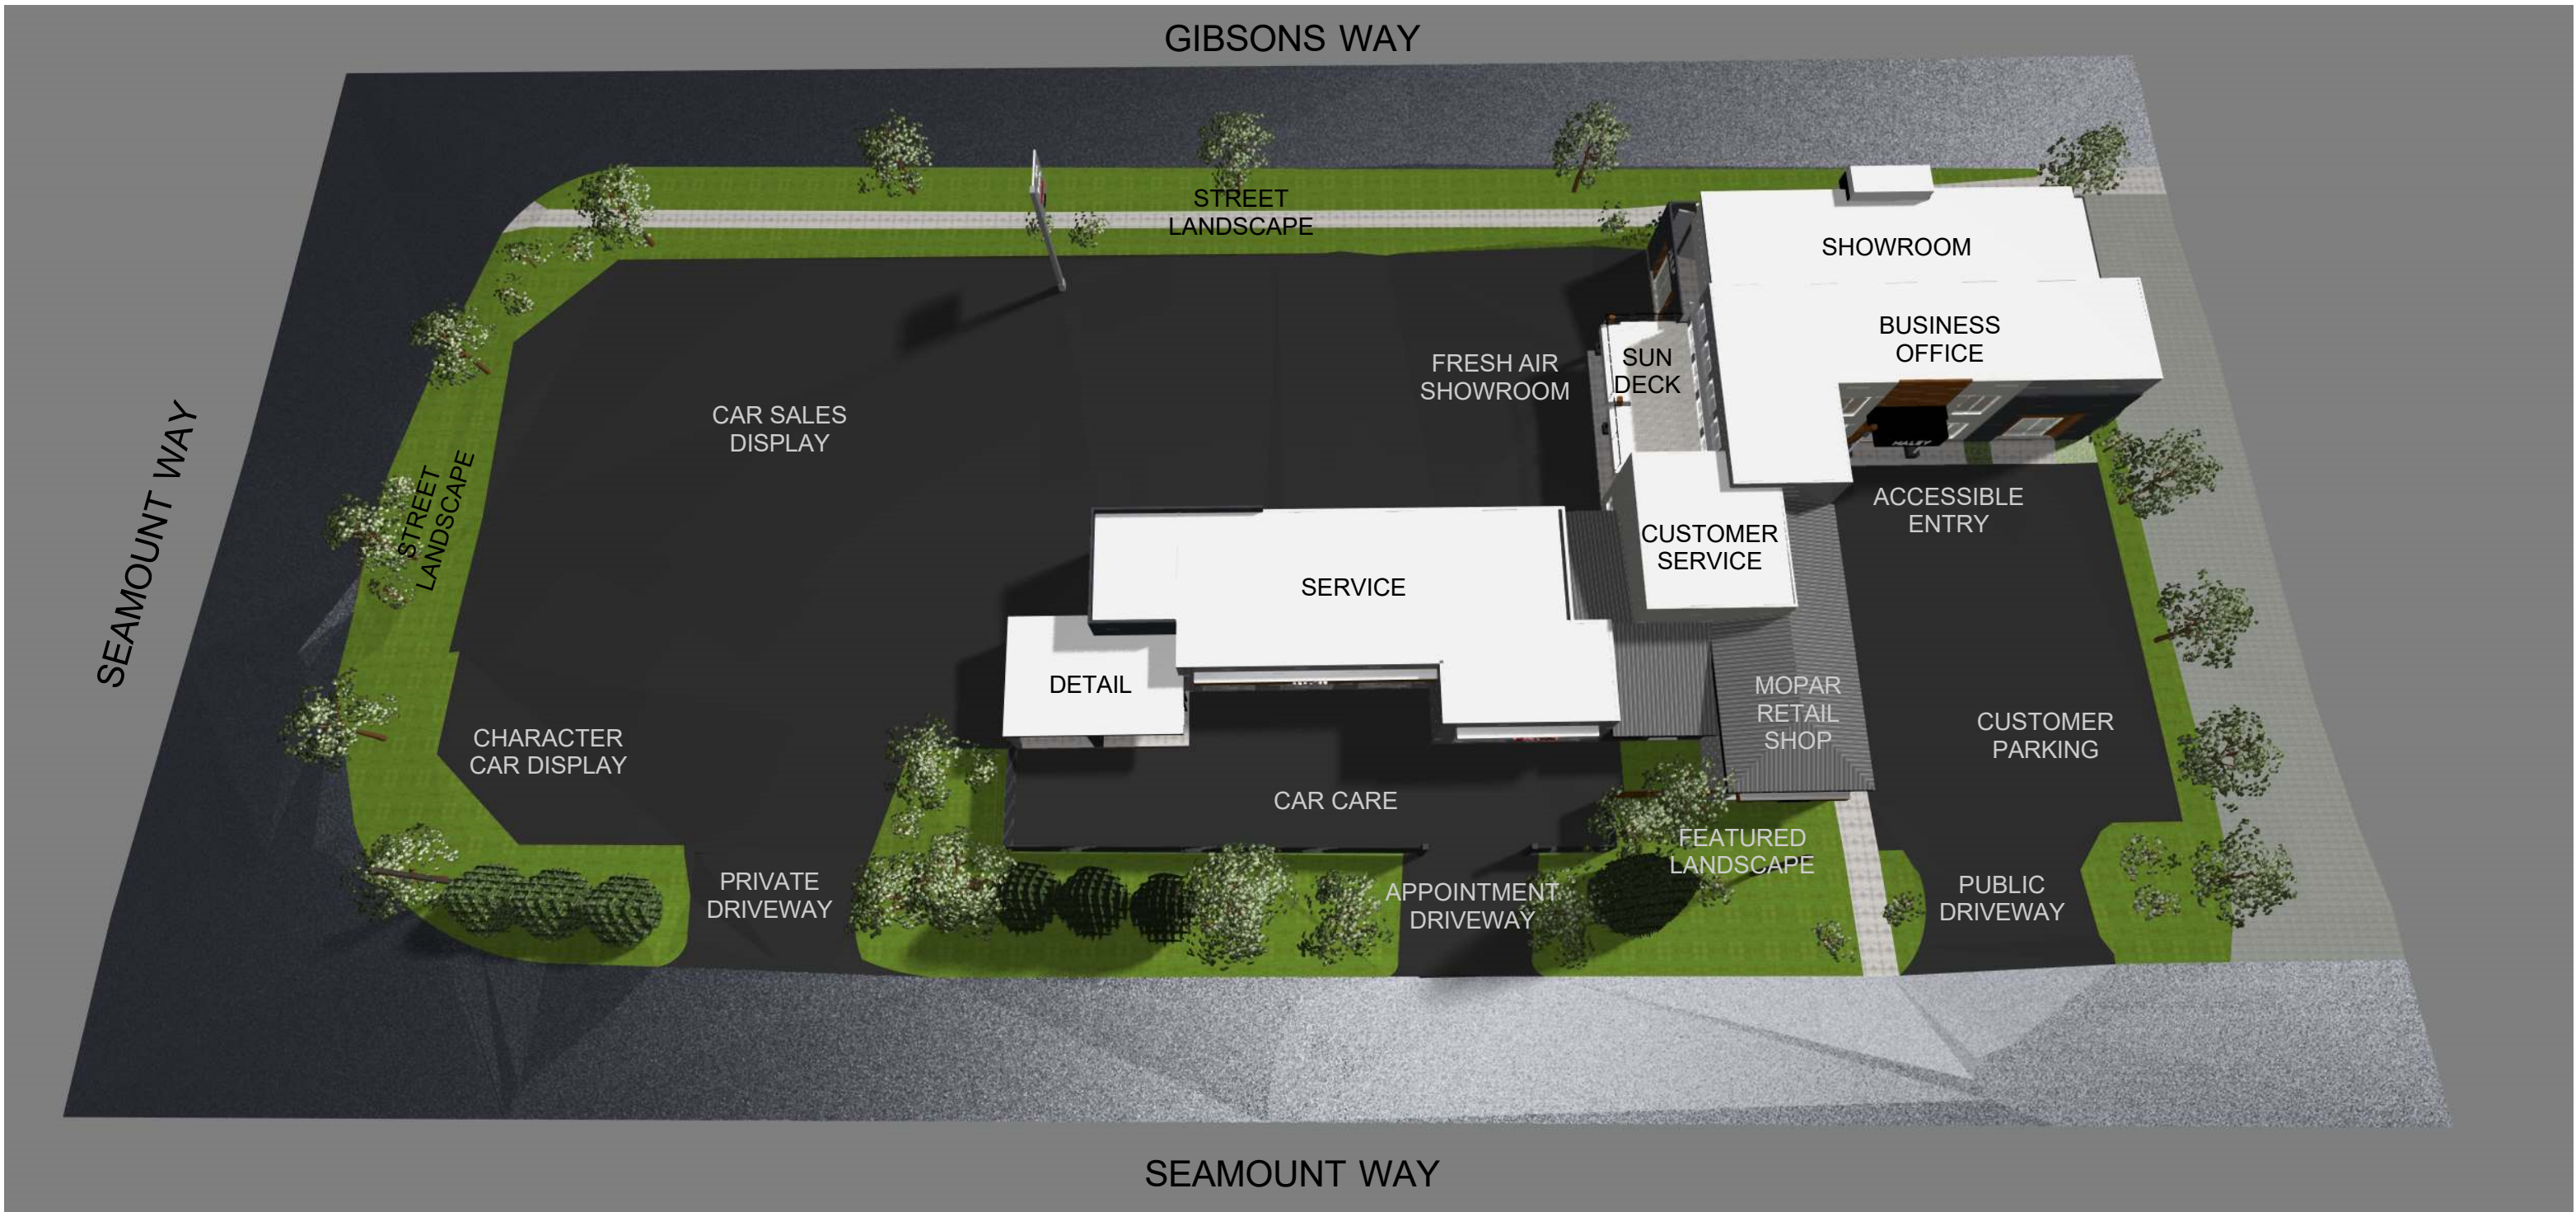 GIBSONS WAY
STREET
LANDSCAPE
SHOWROOM
BUSINESS
OFFICE
FRESH AIR
SHOWROOM
SUN
DECK
CAR SALES
DISPLAY
HALEY
SEAMOUNT WAY
STREET
LANDSCAPE
ACCESSIBLE
ENTRY
CUSTOMER
SERVICE
SERVICE
DETAIL
MOPAR
RETAIL
SHOP
CUSTOMER
PARKING
CHARACTER
CAR DISPLAY
CAR CARE
FEATURED
LANDSCAPE
PRIVATE
DRIVEWAY
APPOINTMENT
DRIVEWAY
PUBLIC
DRIVEWAY
SEAMOUNT WAY